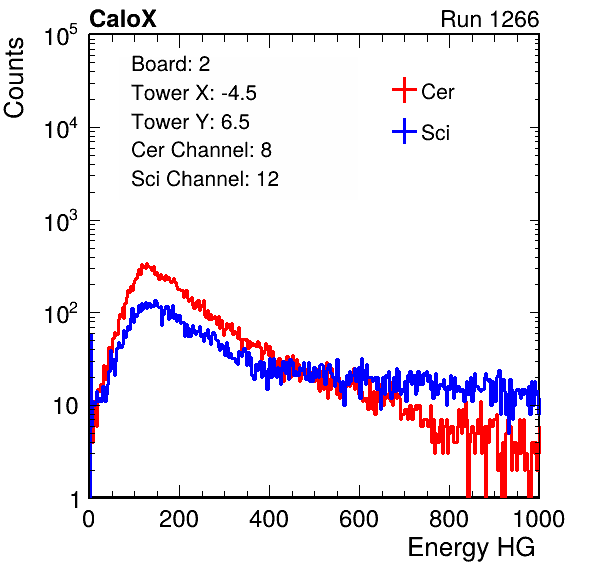 CaloX Run 1266
10^5
Counts
Board: 2
Tower X: -4.5
Tower Y: 6.5
Cer Channel: 8
Sci Channel: 12
Cer
Sci
10^4
10^3
10^2
10
1
0 200 400 600 800 1000
Energy HG